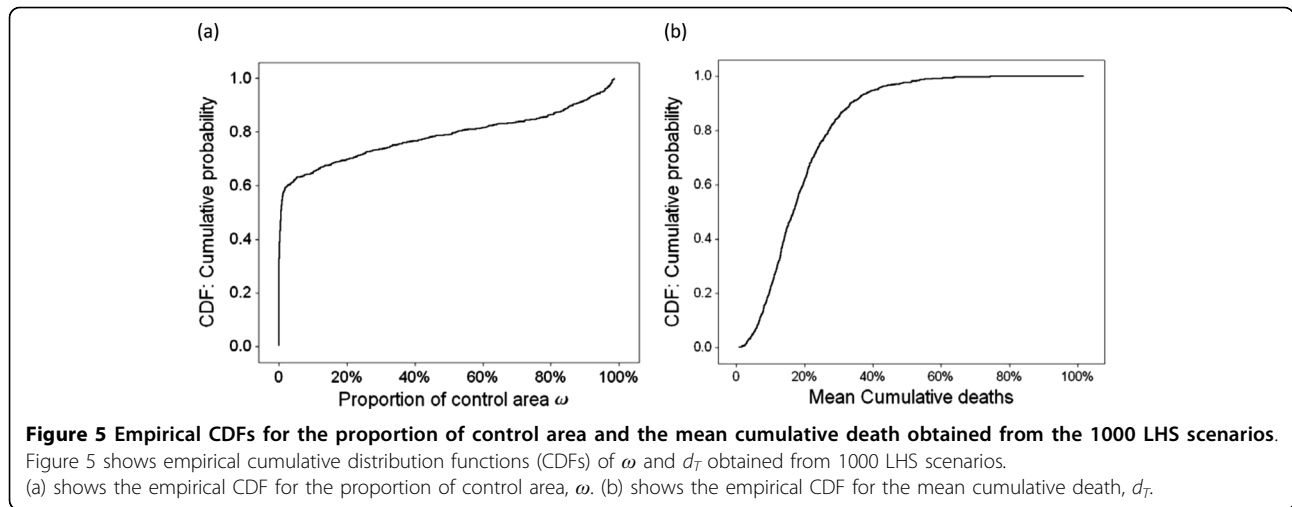 (a)
CDF: Cumulative probability
1.0
0.8
0.6
0.4
0.2
0.0
0 20% 40% 60% 80% 100%
Proportion of control area ω
(b)
CDF: Cumulative probability
1.0
0.8
0.6
0.4
0.2
0.0
0 20% 40% 60% 80% 100%
Mean Cumulative deaths
Figure 5 Empirical CDFs for the proportion of control area and the mean cumulative death obtained from the 1000 LHS scenarios.
Figure 5 shows empirical cumulative distribution functions (CDFs) of ω and d_T obtained from 1000 LHS scenarios.
(a) shows the empirical CDF for the proportion of control area, ω. (b) shows the empirical CDF for the mean cumulative death, d_T.